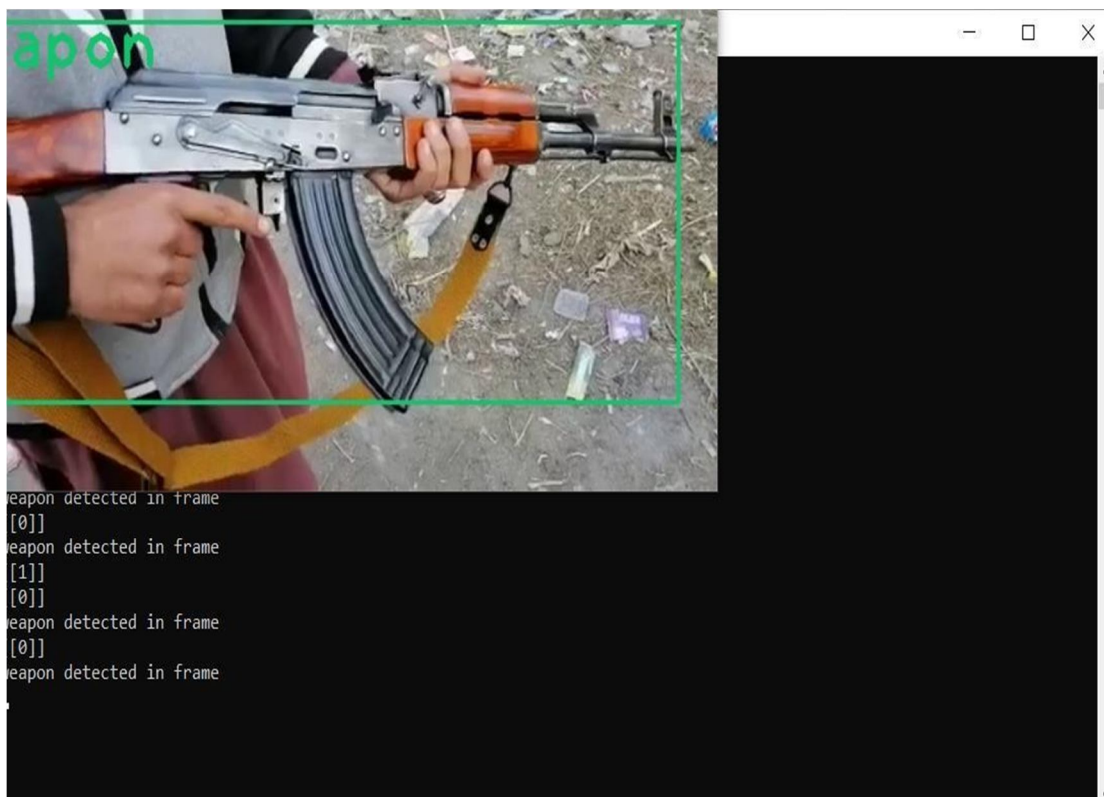 apon
eapon detected in frame
[0]]
eapon detected in frame
[1]]
[0]]
eapon detected in frame
[0]]
eapon detected in frame